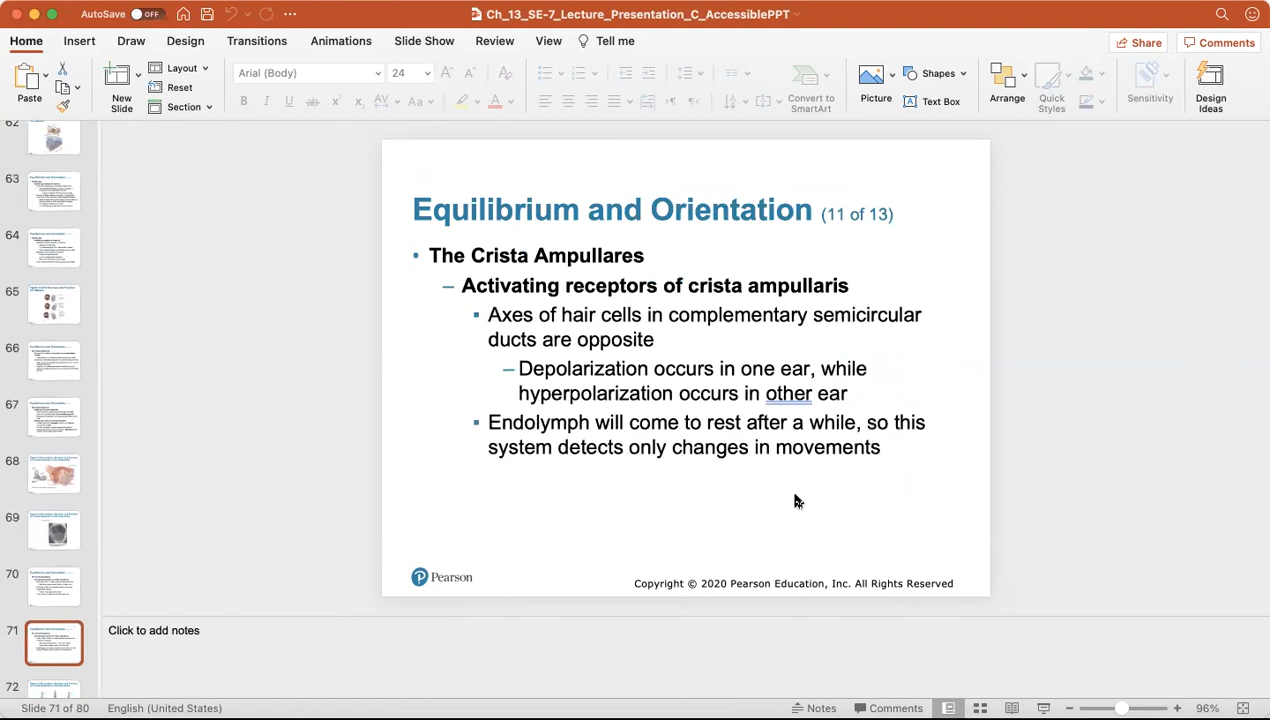 AutoSave OFF
Ch_13_SE-7_Lecture_Presentation_C_AccessiblePPT
Home Insert Draw Design Transitions Animations Slide Show Review View Tell me Share Comments
Paste
New Slide
Layout
Reset
Section
Arial (Body) 24
Convert to SmartArt
Picture
Shapes
Text Box
Arrange
Quick Styles
Sensitivity
Design Ideas
62
63
64
65
66
67
68
69
70
71
72
Equilibrium and Orientation (11 of 13)
• The Crista Ampullares
– Activating receptors of crista ampullaris
▪ Axes of hair cells in complementary semicircular
ducts are opposite
– Depolarization occurs in one ear, while
hyperpolarization occurs in other ear
▪ Endolymph will come to rest after a while, so this
system detects only changes in movements
Pearson
Copyright © 2020 Pearson Education, Inc. All Rights Reserved
Click to add notes
Slide 71 of 80 English (United States) Notes Comments 96%